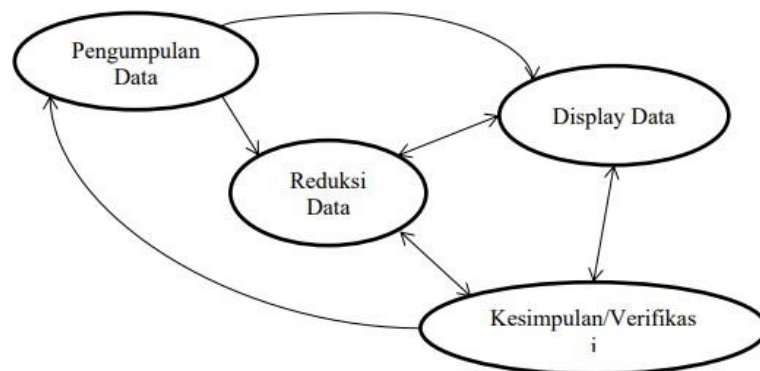 Pengumpulan
Data
Display Data
Reduksi
Data
Kesimpulan/Verifikas
i